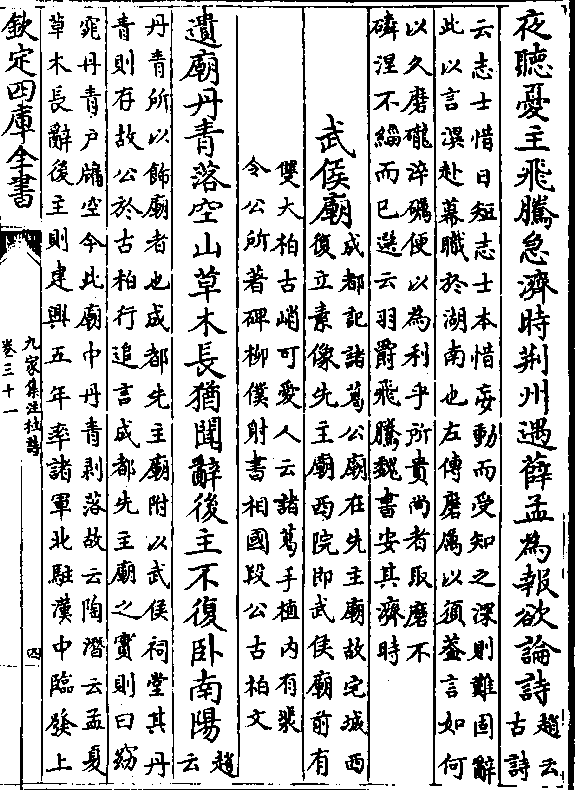 夜聽憂主飛騰急濟時荊州遇薛孟為報欲論詩趙云古詩
云志士惜日短志士本惜妄動而受知之深則難固辭
此以言淏赴幕職於湖南也左傳磨厲以須蓋言如何
以久磨礲淬礪便以為利乎所貴尚者取磨不
磷涅不緇而已選云羽爵飛騰魏書安其濟時
武侯廟成都記諸葛公廟在先主廟故宅城西
復立素像先主廟西院即武侯廟前有
雙大柏古峭可愛人云諸葛手植內有裴
令公所著碑柳僕射書相國段公古柏文
遺廟丹青落空山草木長猶聞辭後主不復卧南陽趙云
丹青所以飾廟者也成都先主廟附以武侯祠堂其丹
青則存故公於古柏行追言成都先主廟之實則曰窈
窕丹青户牖空今此廟中丹青剥落故云陶潛云孟夏
草木長辭後主則建興五年率諸軍北駐漢中臨發上
欽定四庫全書
九家集注杜詩
卷三十一
四